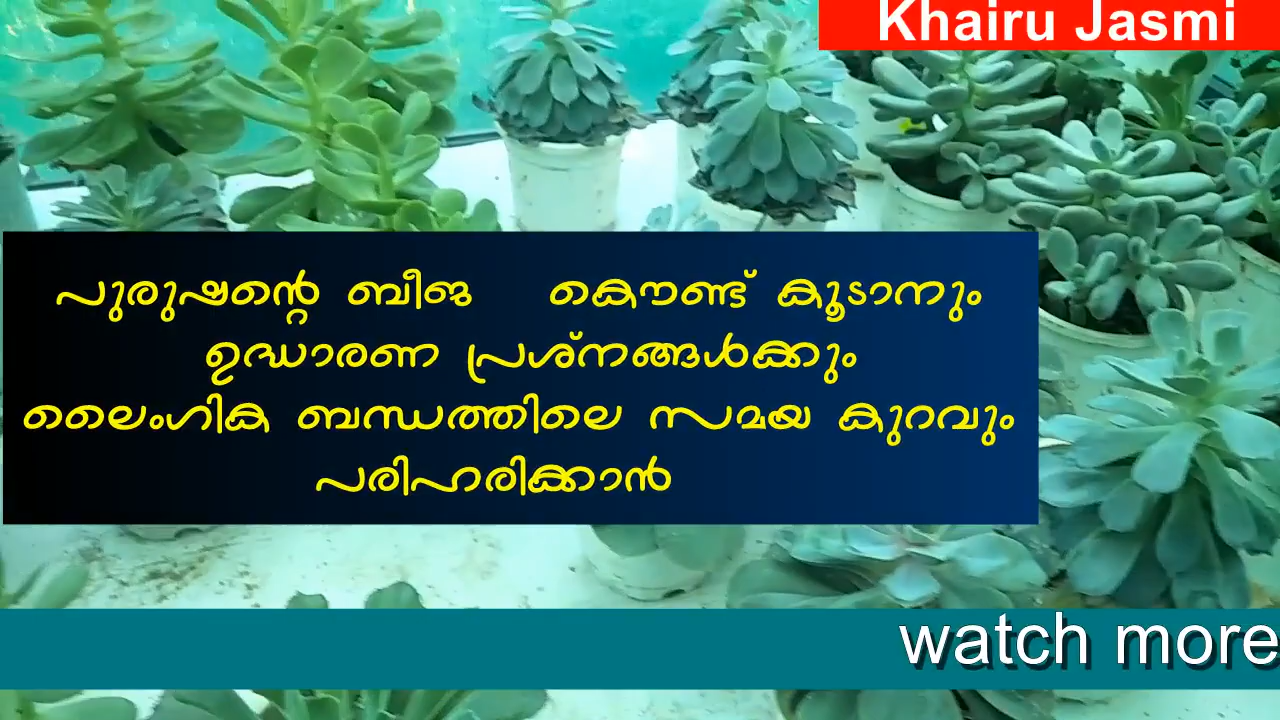 Khairu Jasmi
പുരുഷന്റെ ബീജ കൌണ്ട് കൂടാനും
ഉദ്ധാരണ പ്രശ്നങ്ങൾക്കും
ലൈംഗിക ബന്ധത്തിലെ സമയ കുറവും
പരിഹരിക്കാൻ
watch more